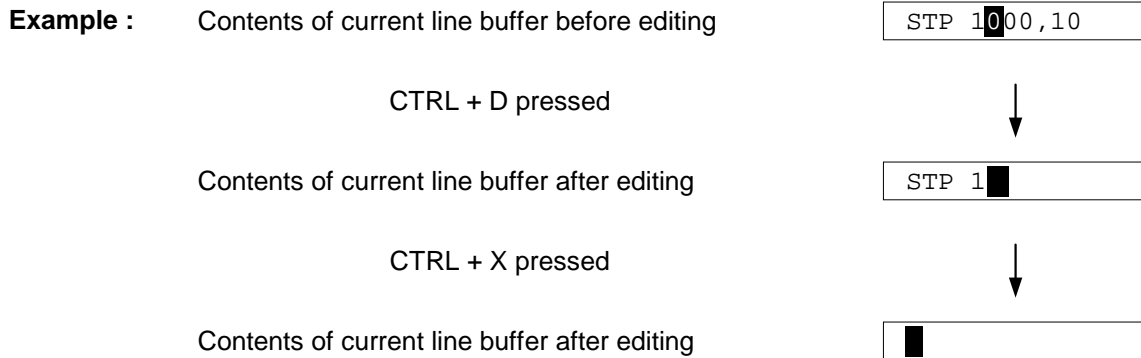 Example : Contents of current line buffer before editing STP 1000,10
CTRL + D pressed
Contents of current line buffer after editing STP 1
CTRL + X pressed
Contents of current line buffer after editing